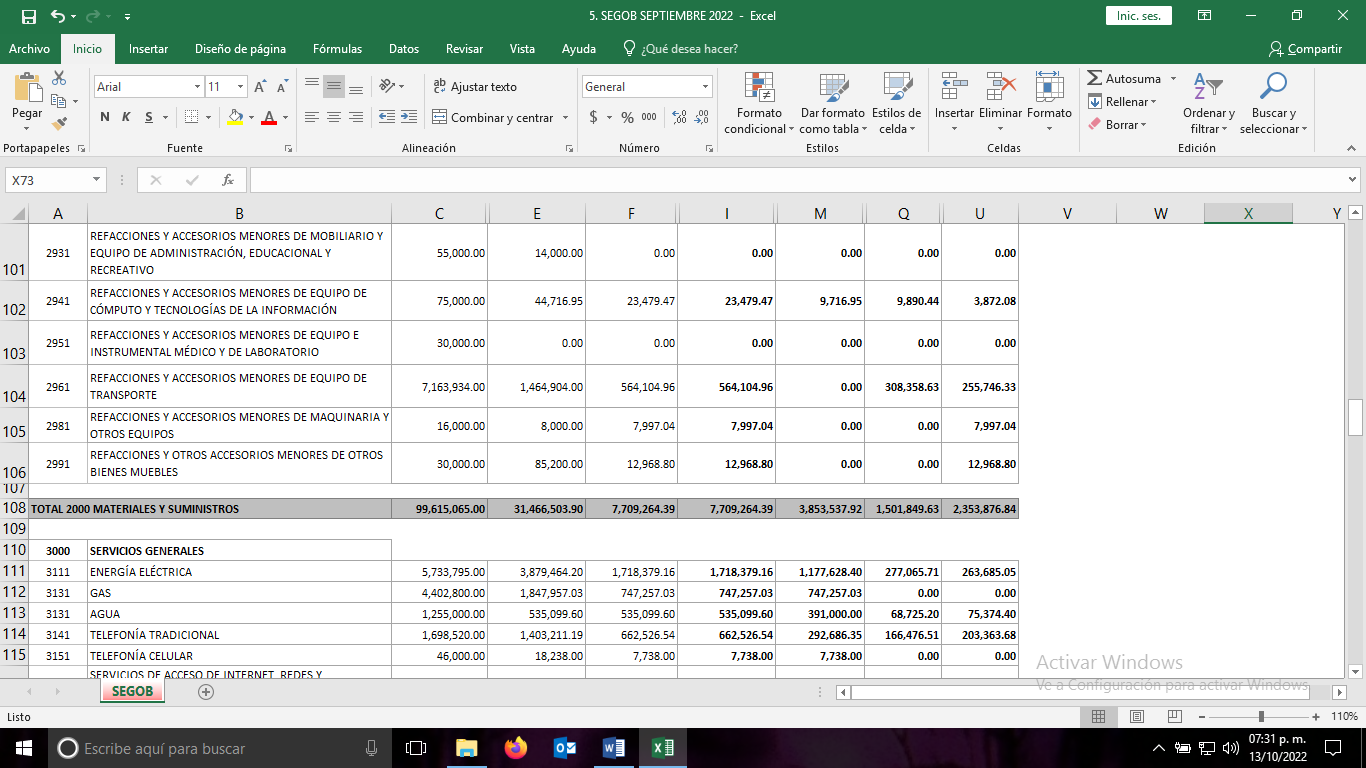 5. SEGOB SEPTIEMBRE 2022 - Excel
Inic. ses.
Archivo Inicio Insertar Diseño de página Fórmulas Datos Revisar Vista Ayuda ¿Qué desea hacer? Compartir
Pegar
Arial 11
N K S
Ajustar texto
Combinar y centrar
General
$ % 000
Formato condicional
Dar formato como tabla
Estilos de celda
Insertar Eliminar Formato
Autosuma
Rellenar
Borrar
Ordenar y filtrar
Buscar y seleccionar
Portapapeles Fuente Alineación Número Estilos Celdas Edición
X73 fx
A B C E F I M Q U V W X Y
REFACCIONES Y ACCESORIOS MENORES DE MOBILIARIO Y
101 2931 EQUIPO DE ADMINISTRACIÓN, EDUCACIONAL Y 55,000.00 14,000.00 0.00 0.00 0.00 0.00 0.00
RECREATIVO
REFACCIONES Y ACCESORIOS MENORES DE EQUIPO DE
102 2941 CÓMPUTO Y TECNOLOGÍAS DE LA INFORMACIÓN 75,000.00 44,716.95 23,479.47 23,479.47 9,716.95 9,890.44 3,872.08
REFACCIONES Y ACCESORIOS MENORES DE EQUIPO E
103 2951 INSTRUMENTAL MÉDICO Y DE LABORATORIO 30,000.00 0.00 0.00 0.00 0.00 0.00 0.00
REFACCIONES Y ACCESORIOS MENORES DE EQUIPO DE
104 2961 TRANSPORTE 7,163,934.00 1,464,904.00 564,104.96 564,104.96 0.00 308,358.63 255,746.33
REFACCIONES Y ACCESORIOS MENORES DE MAQUINARIA Y
105 2981 OTROS EQUIPOS 16,000.00 8,000.00 7,997.04 7,997.04 0.00 0.00 7,997.04
REFACCIONES Y OTROS ACCESORIOS MENORES DE OTROS
106 2991 BIENES MUEBLES 30,000.00 85,200.00 12,968.80 12,968.80 0.00 0.00 12,968.80
107
108 TOTAL 2000 MATERIALES Y SUMINISTROS 99,615,065.00 31,466,503.90 7,709,264.39 7,709,264.39 3,853,537.92 1,501,849.63 2,353,876.84
109
110 3000 SERVICIOS GENERALES
111 3111 ENERGÍA ELÉCTRICA 5,733,795.00 3,879,464.20 1,718,379.16 1,718,379.16 1,177,628.40 277,065.71 263,685.05
112 3131 GAS 4,402,800.00 1,847,957.03 747,257.03 747,257.03 747,257.03 0.00 0.00
113 3131 AGUA 1,255,000.00 535,099.60 535,099.60 535,099.60 391,000.00 68,725.20 75,374.40
114 3141 TELEFONÍA TRADICIONAL 1,698,520.00 1,403,211.19 662,526.54 662,526.54 292,686.35 166,476.51 203,363.68
115 3151 TELEFONÍA CELULAR 46,000.00 18,238.00 7,738.00 7,738.00 7,738.00 0.00 0.00
SERVICIOS DE ACCESO DE INTERNET, REDES Y
Activar Windows
Ve a Configuración para activar Windows.
SEGOB
Listo 110%
Escribe aquí para buscar
07:31 p. m.
13/10/2022